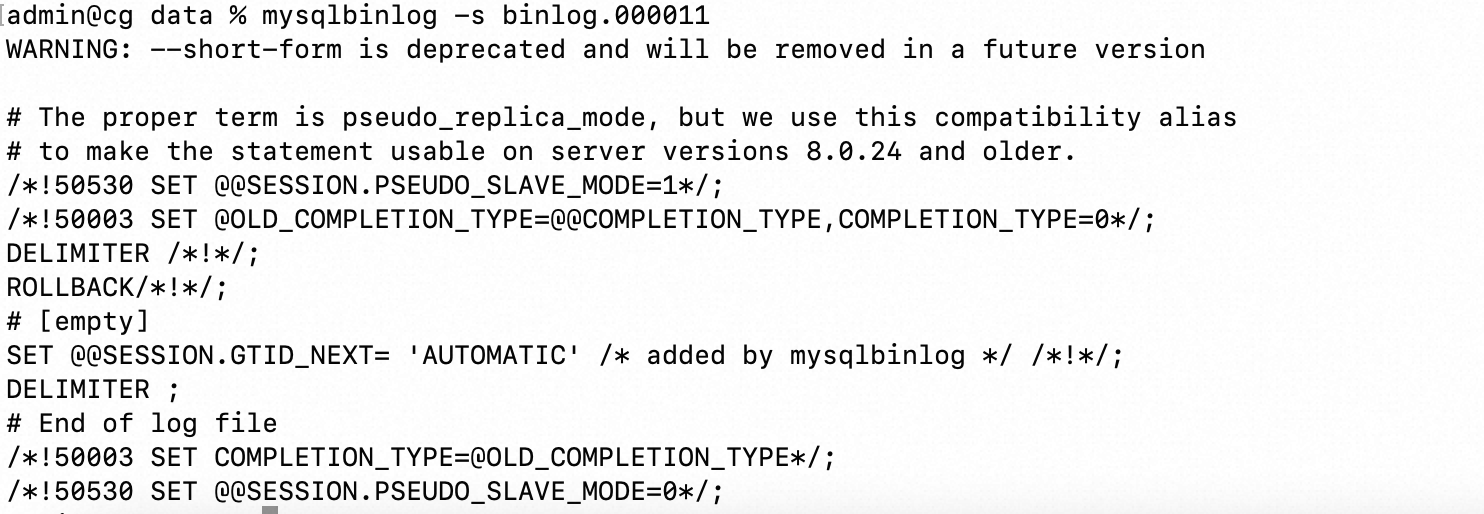 [admin@cg data % mysqlbinlog -s binlog.000011
WARNING: --short-form is deprecated and will be removed in a future version

# The proper term is pseudo_replica_mode, but we use this compatibility alias
# to make the statement usable on server versions 8.0.24 and older.
/*!50530 SET @@SESSION.PSEUDO_SLAVE_MODE=1*/;
/*!50003 SET @OLD_COMPLETION_TYPE=@@COMPLETION_TYPE,COMPLETION_TYPE=0*/;
DELIMITER /*!*/;
ROLLBACK/*!*/;
# [empty]
SET @@SESSION.GTID_NEXT= 'AUTOMATIC' /* added by mysqlbinlog */ /*!*/;
DELIMITER ;
# End of log file
/*!50003 SET COMPLETION_TYPE=@OLD_COMPLETION_TYPE*/;
/*!50530 SET @@SESSION.PSEUDO_SLAVE_MODE=0*/;